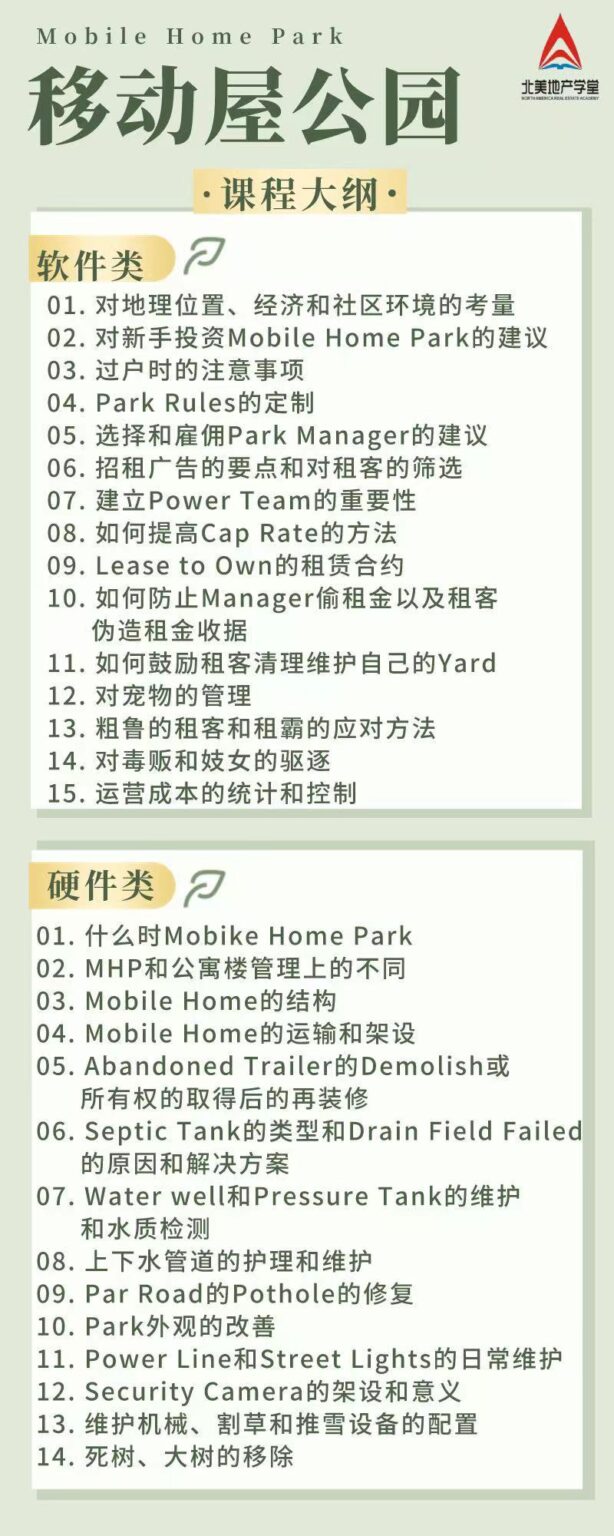 Mobile Home Park
移动屋公园
北美地产学堂
NORTH AMERICA REAL ESTATE ACADEMY
·课程大纲·
软件类
01. 对地理位置、经济和社区环境的考量
02. 对新手投资Mobile Home Park的建议
03. 过户时的注意事项
04. Park Rules的定制
05. 选择和雇佣Park Manager的建议
06. 招租广告的要点和对租客的筛选
07. 建立Power Team的重要性
08. 如何提高Cap Rate的方法
09. Lease to Own的租赁合约
10. 如何防止Manager偷租金以及租客
伪造租金收据
11. 如何鼓励租客清理维护自己的Yard
12. 对宠物的管理
13. 粗鲁的租客和租霸的应对方法
14. 对毒贩和妓女的驱逐
15. 运营成本的统计和控制
硬件类
01. 什么时Mobike Home Park
02. MHP和公寓楼管理上的不同
03. Mobile Home的结构
04. Mobile Home的运输和架设
05. Abandoned Trailer的Demolish或
所有权的取得后的再装修
06. Septic Tank的类型和Drain Field Failed
的原因和解决方案
07. Water well和Pressure Tank的维护
和水质检测
08. 上下水管道的护理和维护
09. Par Road的Pothole的修复
10. Park外观的改善
11. Power Line和Street Lights的日常维护
12. Security Camera的架设和意义
13. 维护机械、割草和推雪设备的配置
14. 死树、大树的移除